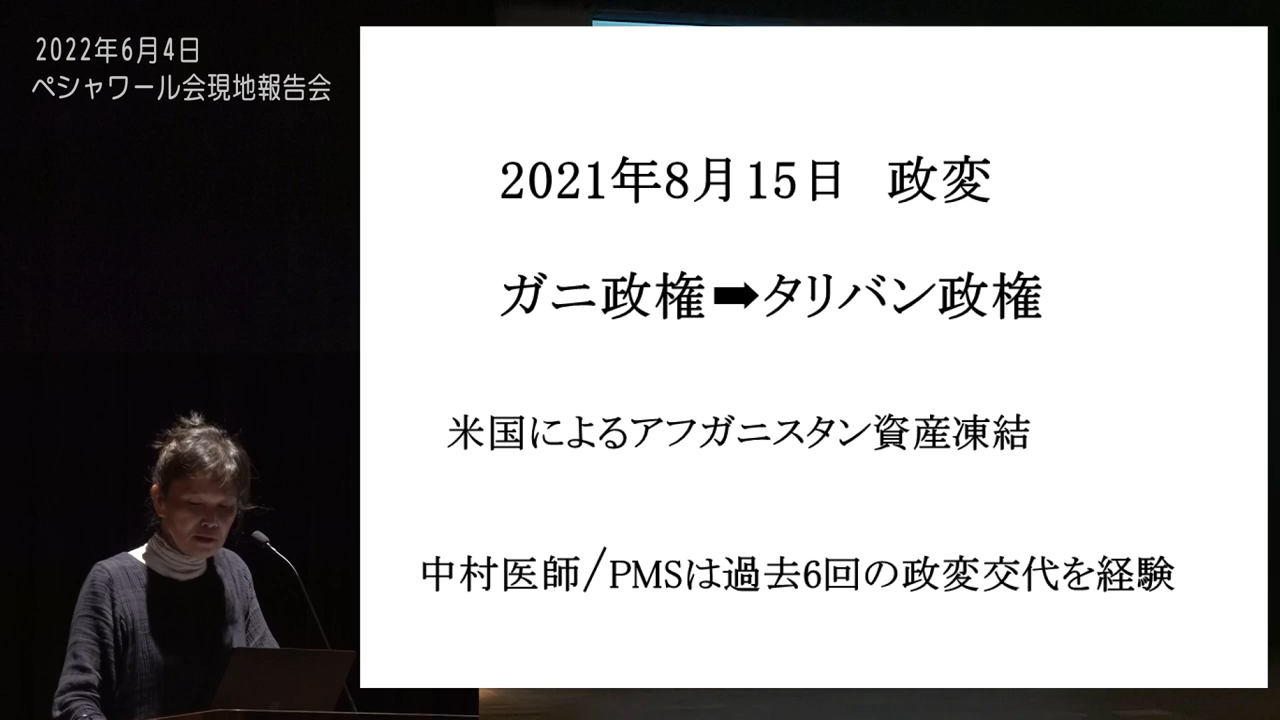 2022年6月4日
ペシャワール会現地報告会
2021年8月15日　政変
ガニ政権➡タリバン政権
米国によるアフガニスタン資産凍結
中村医師/PMSは過去6回の政変交代を経験